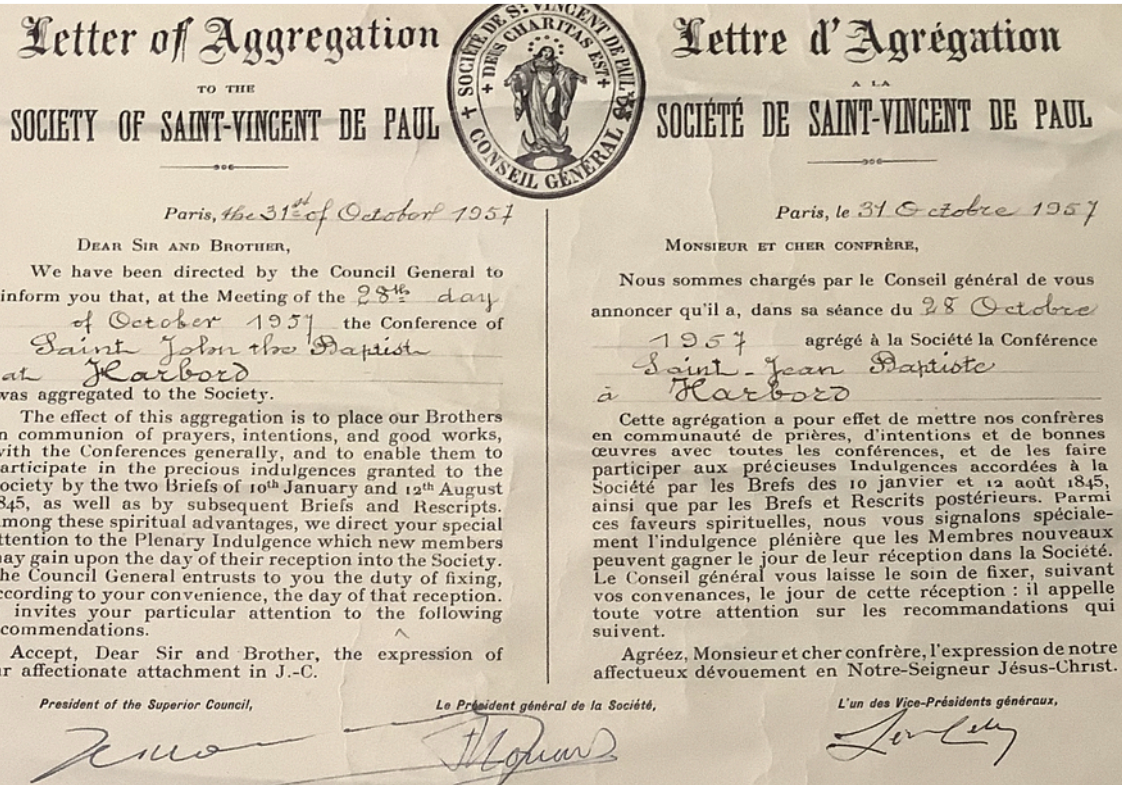 Letter of Aggregation
TO THE
SOCIETY OF SAINT-VINCENT DE PAUL
SOCIÉTÉ DE St VINCENT DE PAUL
+ DES CHARITAS EST +
CONSEIL GÉNÉRAL
Lettre d'Agrégation
A LA
SOCIÉTÉ DE SAINT-VINCENT DE PAUL
Paris, the 31st of October 1957
DEAR SIR AND BROTHER,
We have been directed by the Council General to
inform you that, at the Meeting of the 28th day
of October 1957 the Conference of
Saint John the Baptist
at Harbord
was aggregated to the Society.
The effect of this aggregation is to place our Brothers
n communion of prayers, intentions, and good works,
with the Conferences generally, and to enable them to
articipate in the precious indulgences granted to the
ociety by the two Briefs of 10th January and 12th August
845, as well as by subsequent Briefs and Rescripts.
mong these spiritual advantages, we direct your special
ttention to the Plenary Indulgence which new members
ay gain upon the day of their reception into the Society.
he Council General entrusts to you the duty of fixing,
ccording to your convenience, the day of that reception.
invites your particular attention to the following
commendations.
Accept, Dear Sir and Brother, the expression of
r affectionate attachment in J.-C.
Paris, le 31 Octobre 1957
MONSIEUR ET CHER CONFRÈRE,
Nous sommes chargés par le Conseil général de vous
annoncer qu'il a, dans sa séance du 28 Octobre
1957 agrégé à la Société la Conférence
Saint-Jean Baptiste
à Harbord
Cette agrégation a pour effet de mettre nos confrères
en communauté de prières, d'intentions et de bonnes
œuvres avec toutes les conférences, et de les faire
participer aux précieuses Indulgences accordées à la
Société par les Brefs des 10 janvier et 12 août 1845,
ainsi que par les Brefs et Rescrits postérieurs. Parmi
ces faveurs spirituelles, nous vous signalons spéciale-
ment l'indulgence plénière que les Membres nouveaux
peuvent gagner le jour de leur réception dans la Société.
Le Conseil général vous laisse le soin de fixer, suivant
vos convenances, le jour de cette réception : il appelle
toute votre attention sur les recommandations qui
suivent.
Agréez, Monsieur et cher confrère, l'expression de notre
affectueux dévouement en Notre-Seigneur Jésus-Christ.
President of the Superior Council,
Le Président général de la Société,
L'un des Vice-Présidents généraux,